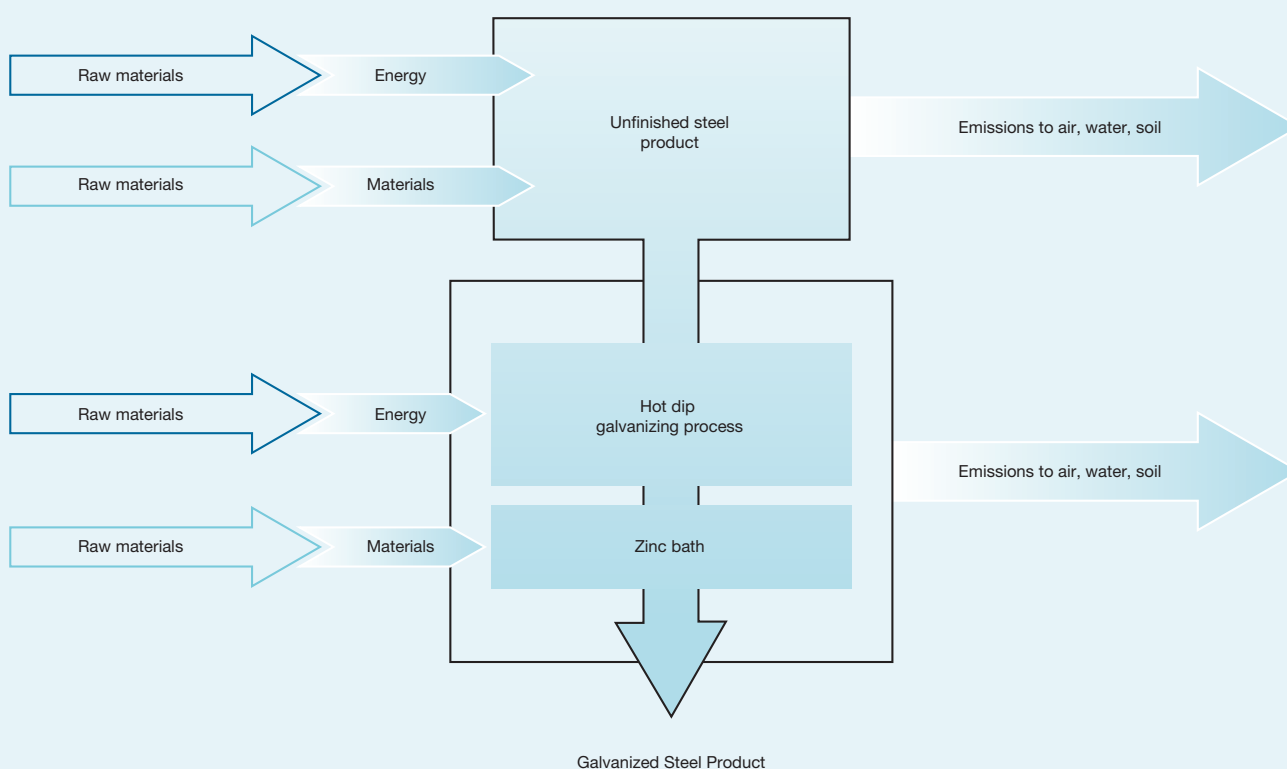 Raw materials
Energy
Unfinished steel
product
Emissions to air, water, soil
Raw materials
Materials
Raw materials
Energy
Hot dip
galvanizing process
Emissions to air, water, soil
Raw materials
Materials
Zinc bath
Galvanized Steel Product